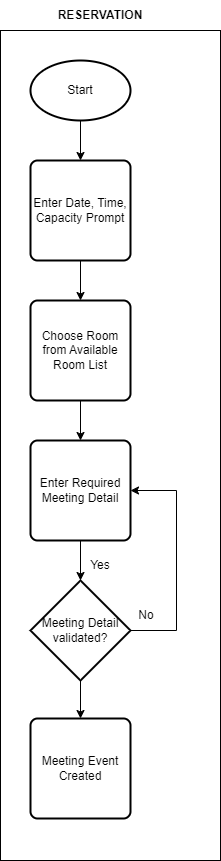 RESERVATION
Start
Enter Date, Time,
Capacity Prompt
Choose Room
from Available
Room List
Enter Required
Meeting Detail
Yes
Meeting Detail
validated?
No
Meeting Event
Created